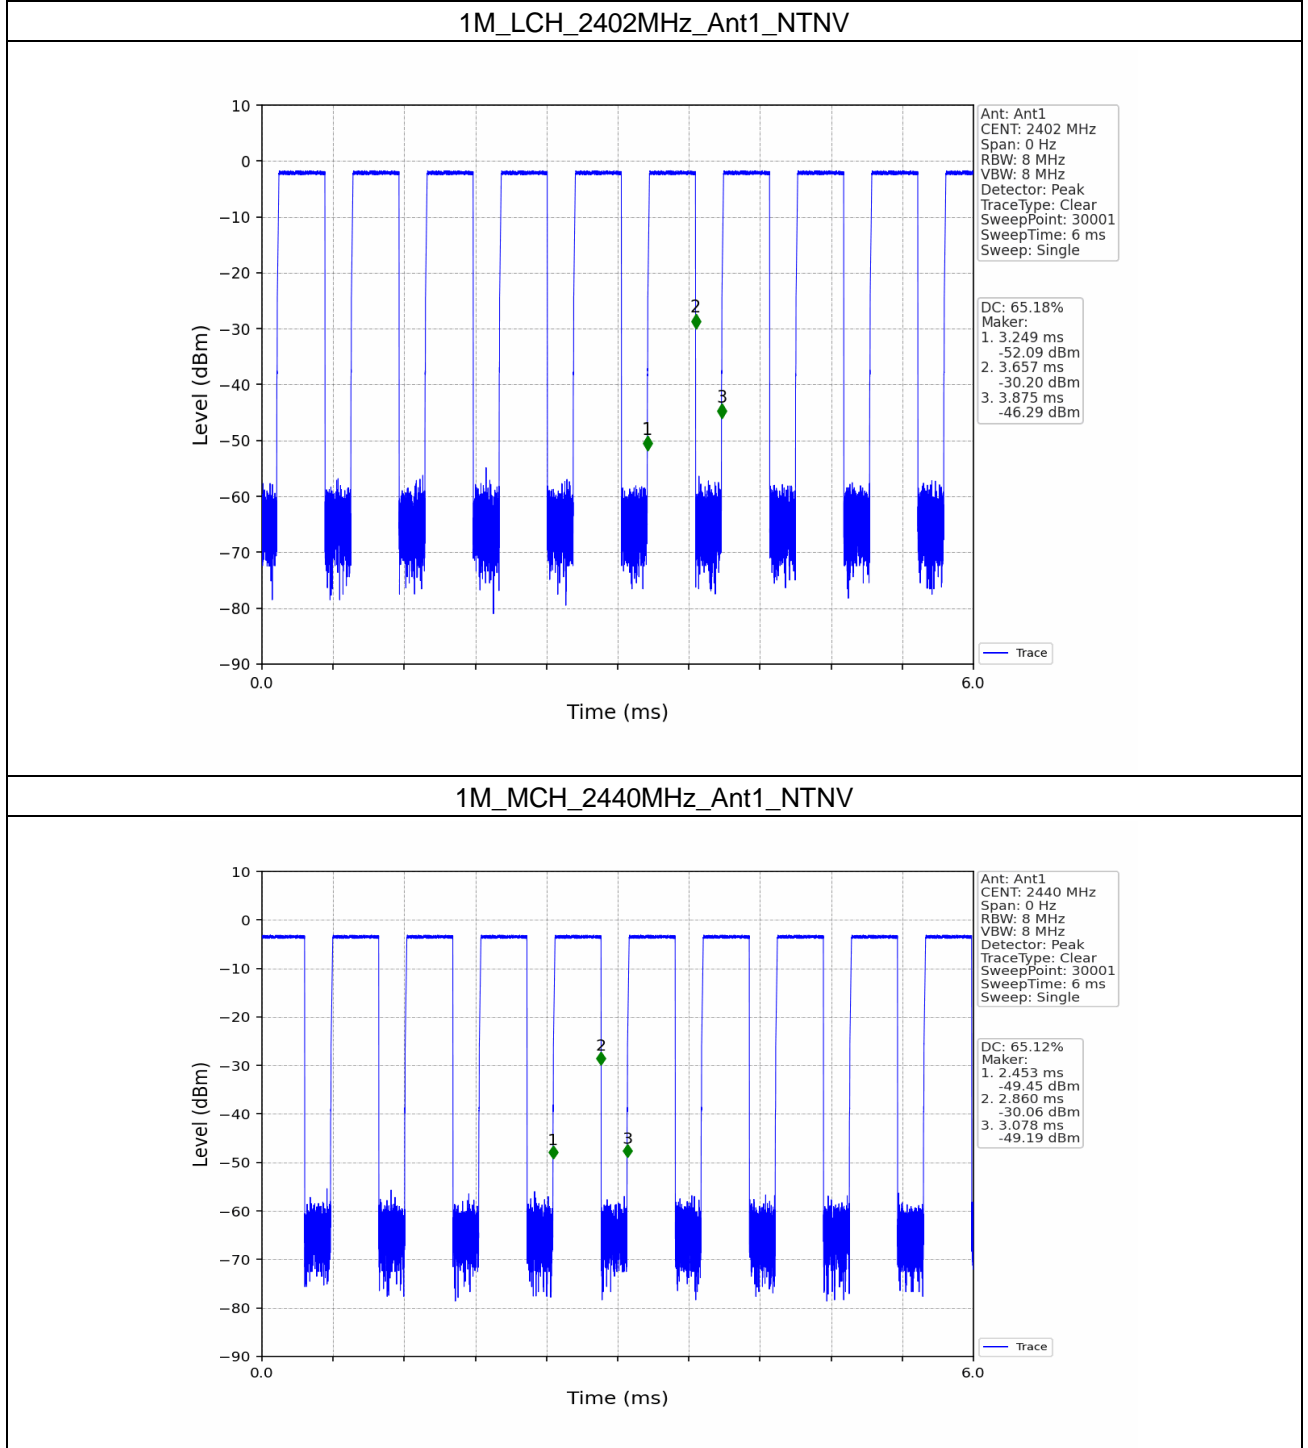 1M_LCH_2402MHz_Ant1_NTNV
10
0
−10
−20
−30
−40
−50
−60
−70
−80
−90
Level (dBm)
0.0
6.0
Time (ms)
1
2
3
Ant: Ant1
CENT: 2402 MHz
Span: 0 Hz
RBW: 8 MHz
VBW: 8 MHz
Detector: Peak
TraceType: Clear
SweepPoint: 30001
SweepTime: 6 ms
Sweep: Single
DC: 65.18%
Maker:
1. 3.249 ms
-52.09 dBm
2. 3.657 ms
-30.20 dBm
3. 3.875 ms
-46.29 dBm
Trace
1M_MCH_2440MHz_Ant1_NTNV
10
0
−10
−20
−30
−40
−50
−60
−70
−80
−90
Level (dBm)
0.0
6.0
Time (ms)
1
2
3
Ant: Ant1
CENT: 2440 MHz
Span: 0 Hz
RBW: 8 MHz
VBW: 8 MHz
Detector: Peak
TraceType: Clear
SweepPoint: 30001
SweepTime: 6 ms
Sweep: Single
DC: 65.12%
Maker:
1. 2.453 ms
-49.45 dBm
2. 2.860 ms
-30.06 dBm
3. 3.078 ms
-49.19 dBm
Trace